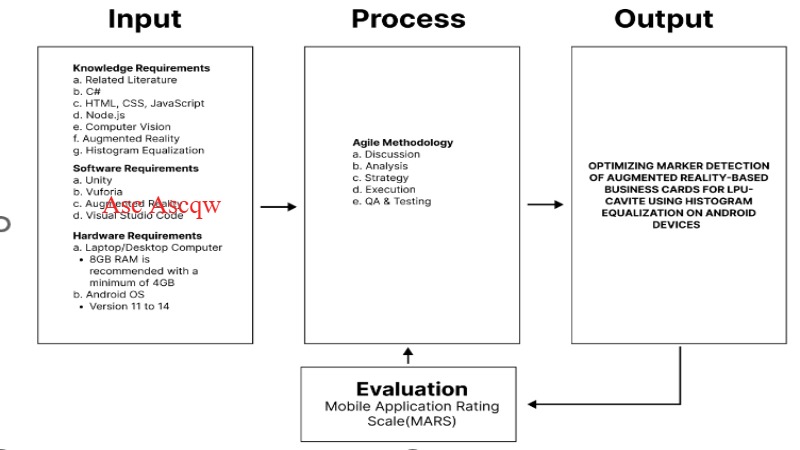 Input
Process
Output
Knowledge Requirements
a. Related Literature
b. C#
c. HTML, CSS, JavaScript
d. Node.js
e. Computer Vision
f. Augmented Reality
g. Histogram Equalization
Software Requirements
a. Unity
b. Vuforia
c. Augmented Reality
Asc Ascqw
d. Visual Studio Code
Hardware Requirements
a. Laptop/Desktop Computer
• 8GB RAM is
recommended with a
minimum of 4GB
b. Android OS
• Version 11 to 14
Agile Methodology
a. Discussion
b. Analysis
c. Strategy
d. Execution
e. QA & Testing
OPTIMIZING MARKER DETECTION
OF AUGMENTED REALITY-BASED
BUSINESS CARDS FOR LPU-
CAVITE USING HISTOGRAM
EQUALIZATION ON ANDROID
DEVICES
Evaluation
Mobile Application Rating
Scale(MARS)